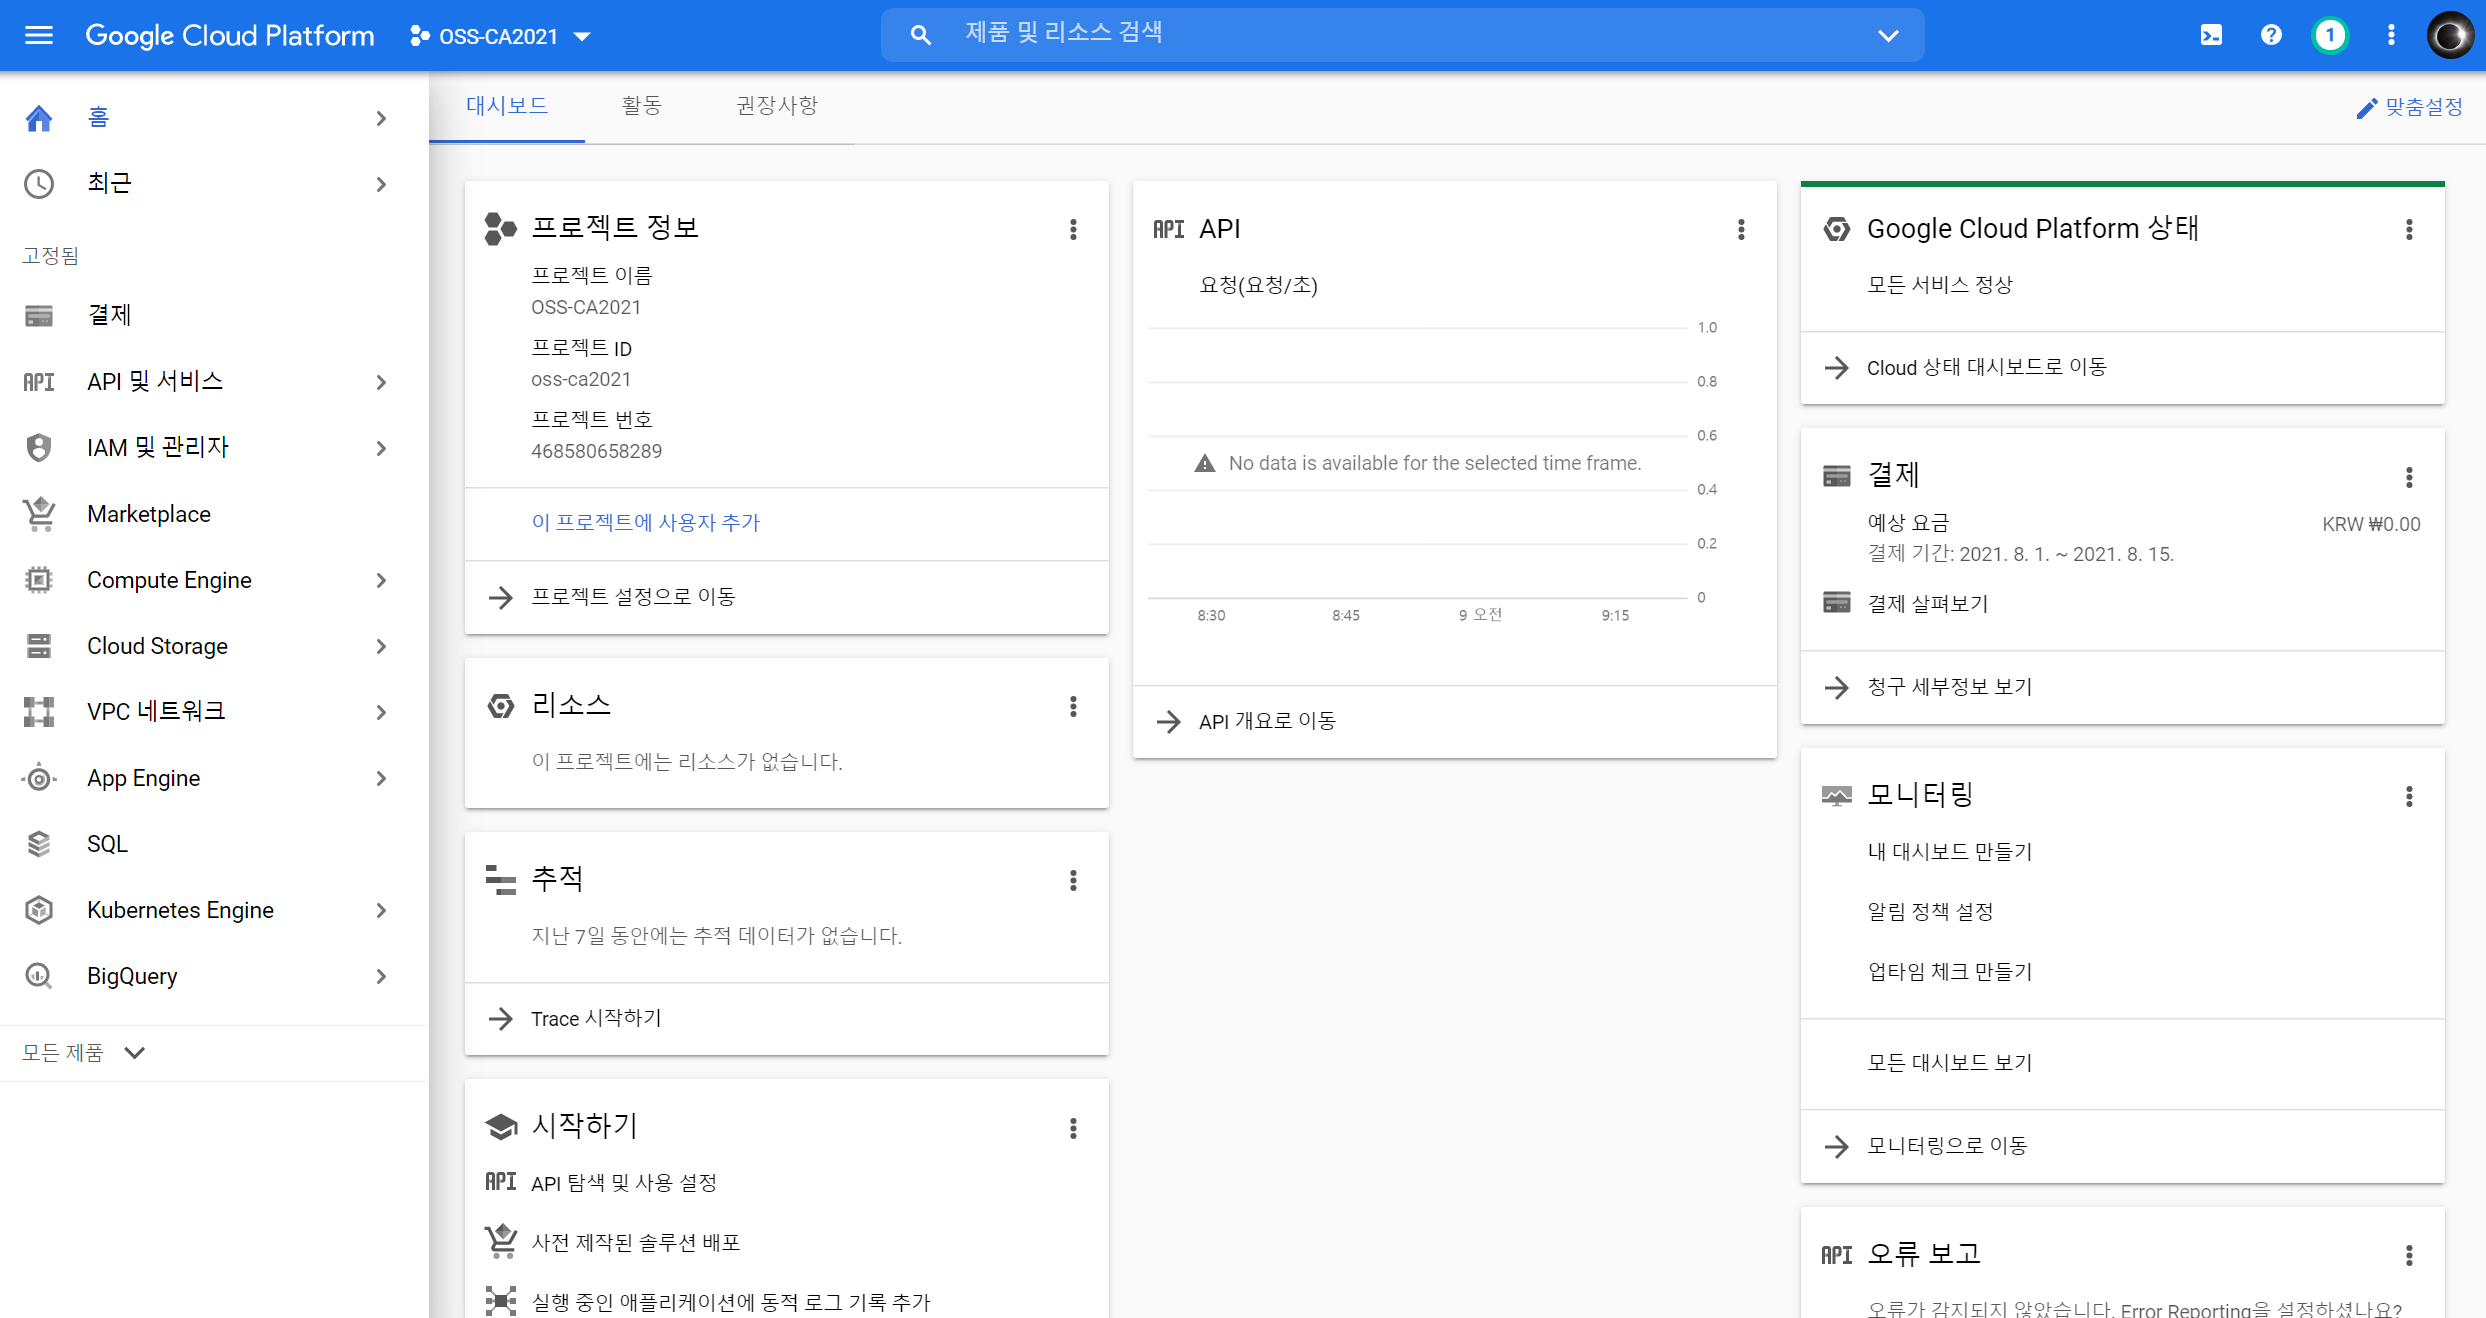 Google Cloud Platform
OSS-CA2021
제품 및 리소스 검색
1
홈
최근
고정됨
결제
API 및 서비스
IAM 및 관리자
Marketplace
Compute Engine
Cloud Storage
VPC 네트워크
App Engine
SQL
Kubernetes Engine
BigQuery
모든 제품
대시보드
활동
권장사항
맞춤설정
프로젝트 정보
프로젝트 이름
OSS-CA2021
프로젝트 ID
oss-ca2021
프로젝트 번호
468580658289
이 프로젝트에 사용자 추가
프로젝트 설정으로 이동
리소스
이 프로젝트에는 리소스가 없습니다.
추적
지난 7일 동안에는 추적 데이터가 없습니다.
Trace 시작하기
시작하기
API 탐색 및 사용 설정
사전 제작된 솔루션 배포
실행 중인 애플리케이션에 동적 로그 기록 추가
API
요청(요청/초)
1.0
0.8
0.6
No data is available for the selected time frame.
0.4
0.2
0
8:30 8:45 9 오전 9:15
API 개요로 이동
Google Cloud Platform 상태
모든 서비스 정상
Cloud 상태 대시보드로 이동
결제
예상 요금 KRW ₩0.00
결제 기간: 2021. 8. 1. ~ 2021. 8. 15.
결제 살펴보기
청구 세부정보 보기
모니터링
내 대시보드 만들기
알림 정책 설정
업타임 체크 만들기
모든 대시보드 보기
모니터링으로 이동
오류 보고
오류가 감지되지 않았습니다. Error Reporting을 설정하셨나요?